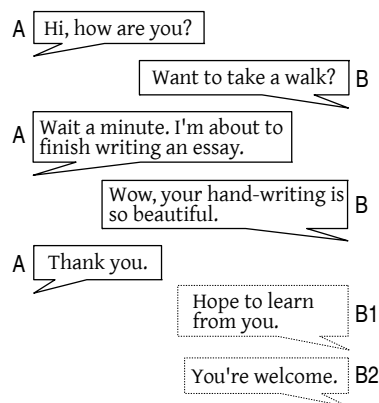 A Hi, how are you?
Want to take a walk? B
A Wait a minute. I'm about to
finish writing an essay.
Wow, your hand-writing is
so beautiful. B
A Thank you.
Hope to learn
from you. B1
You're welcome. B2